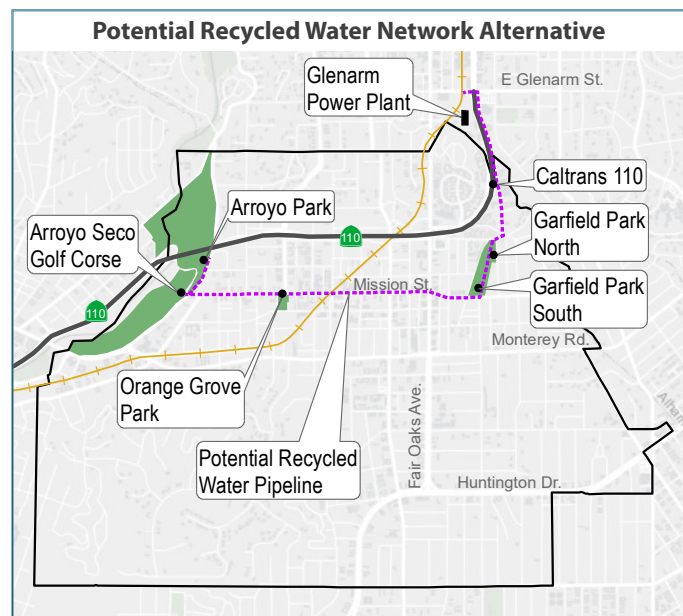 Potential Recycled Water Network Alternative
E Glenarm St.
Glenarm
Power Plant
Caltrans 110
Arroyo Park
Arroyo Seco
Golf Corse
110
Garfield Park
North
Mission St.
Garfield Park
South
110
Monterey Rd.
Orange Grove
Park
Fair Oaks Ave.
Potential Recycled
Water Pipeline
Huntington Dr.